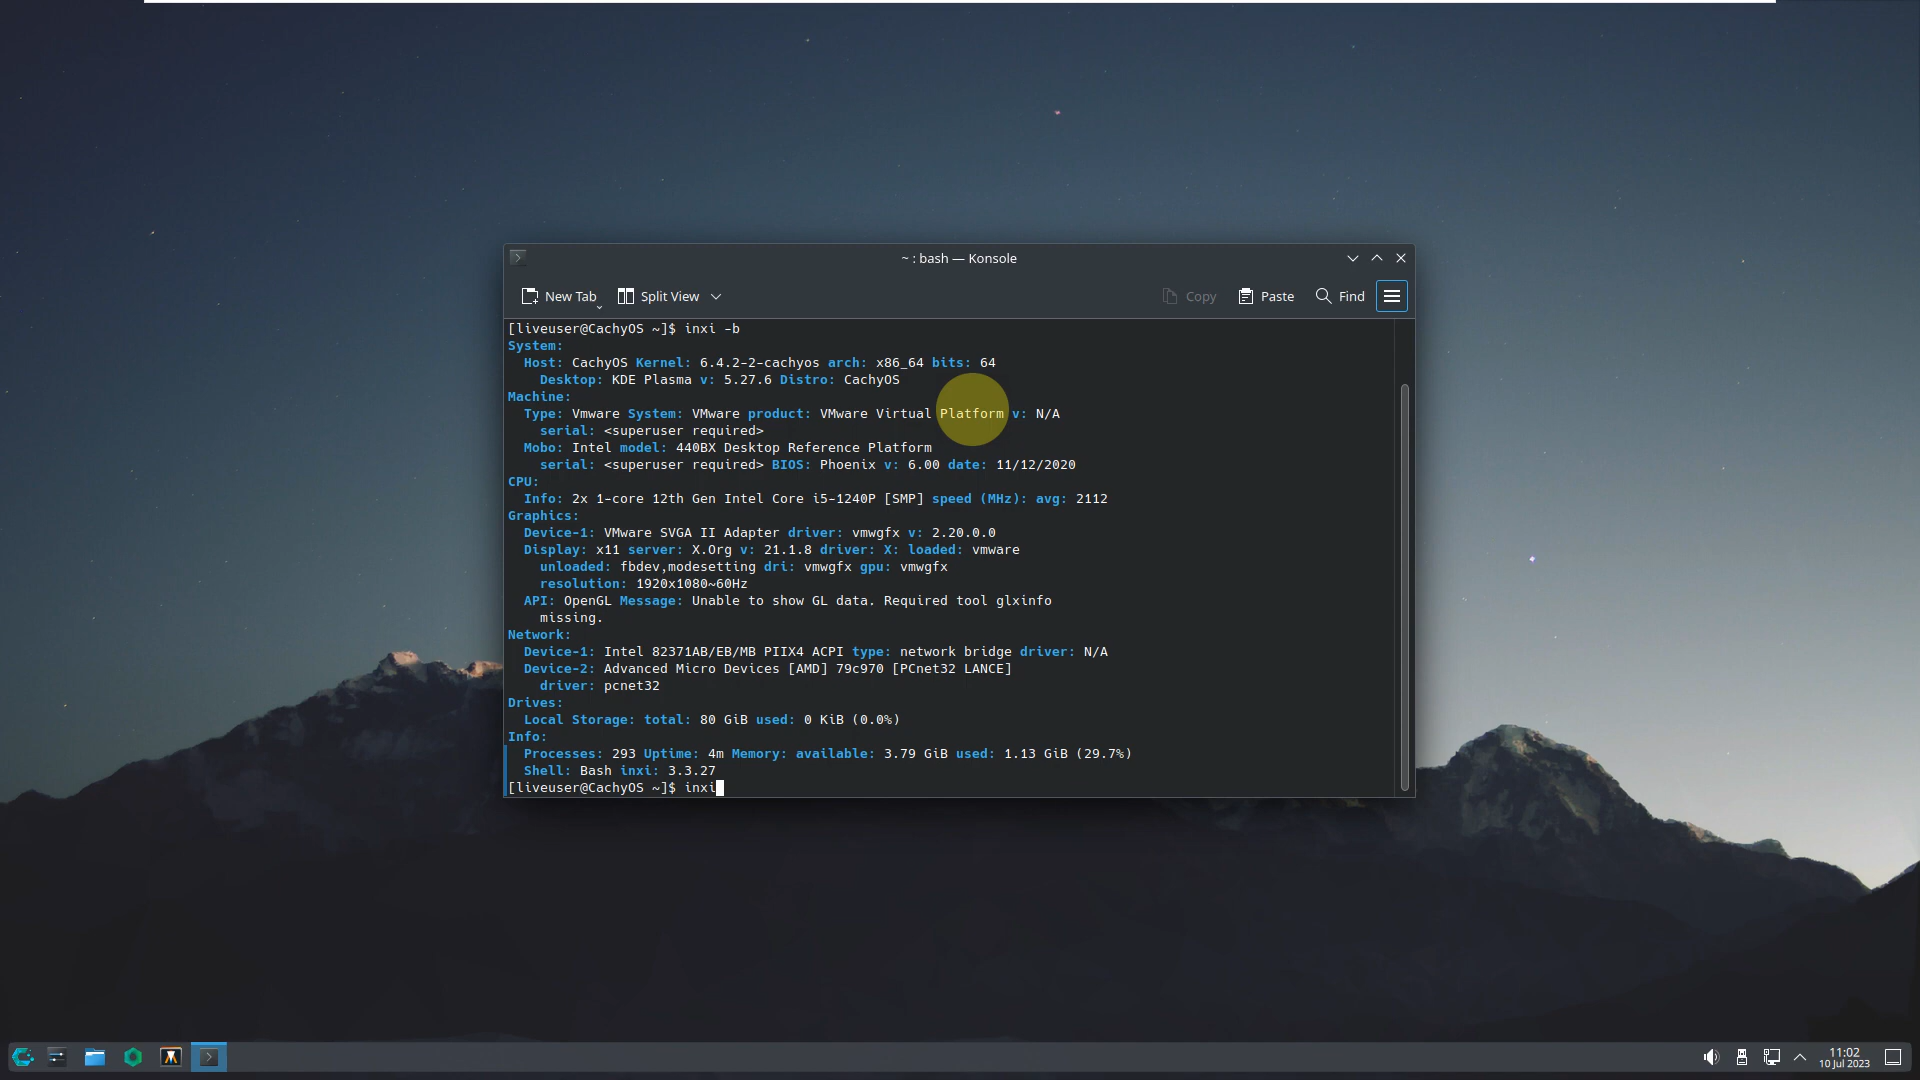 ~ : bash — Konsole
New Tab Split View Copy Paste Find
[liveuser@CachyOS ~]$ inxi -b
System:
Host: CachyOS Kernel: 6.4.2-2-cachyos arch: x86_64 bits: 64
Desktop: KDE Plasma v: 5.27.6 Distro: CachyOS
Machine:
Type: Vmware System: VMware product: VMware Virtual Platform v: N/A
serial: <superuser required>
Mobo: Intel model: 440BX Desktop Reference Platform
serial: <superuser required> BIOS: Phoenix v: 6.00 date: 11/12/2020
CPU:
Info: 2x 1-core 12th Gen Intel Core i5-1240P [SMP] speed (MHz): avg: 2112
Graphics:
Device-1: VMware SVGA II Adapter driver: vmwgfx v: 2.20.0.0
Display: x11 server: X.Org v: 21.1.8 driver: X: loaded: vmware
unloaded: fbdev,modesetting dri: vmwgfx gpu: vmwgfx
resolution: 1920x1080~60Hz
API: OpenGL Message: Unable to show GL data. Required tool glxinfo
missing.
Network:
Device-1: Intel 82371AB/EB/MB PIIX4 ACPI type: network bridge driver: N/A
Device-2: Advanced Micro Devices [AMD] 79c970 [PCnet32 LANCE]
driver: pcnet32
Drives:
Local Storage: total: 80 GiB used: 0 KiB (0.0%)
Info:
Processes: 293 Uptime: 4m Memory: available: 3.79 GiB used: 1.13 GiB (29.7%)
Shell: Bash inxi: 3.3.27
[liveuser@CachyOS ~]$ inxi
11:02
10 Jul 2023